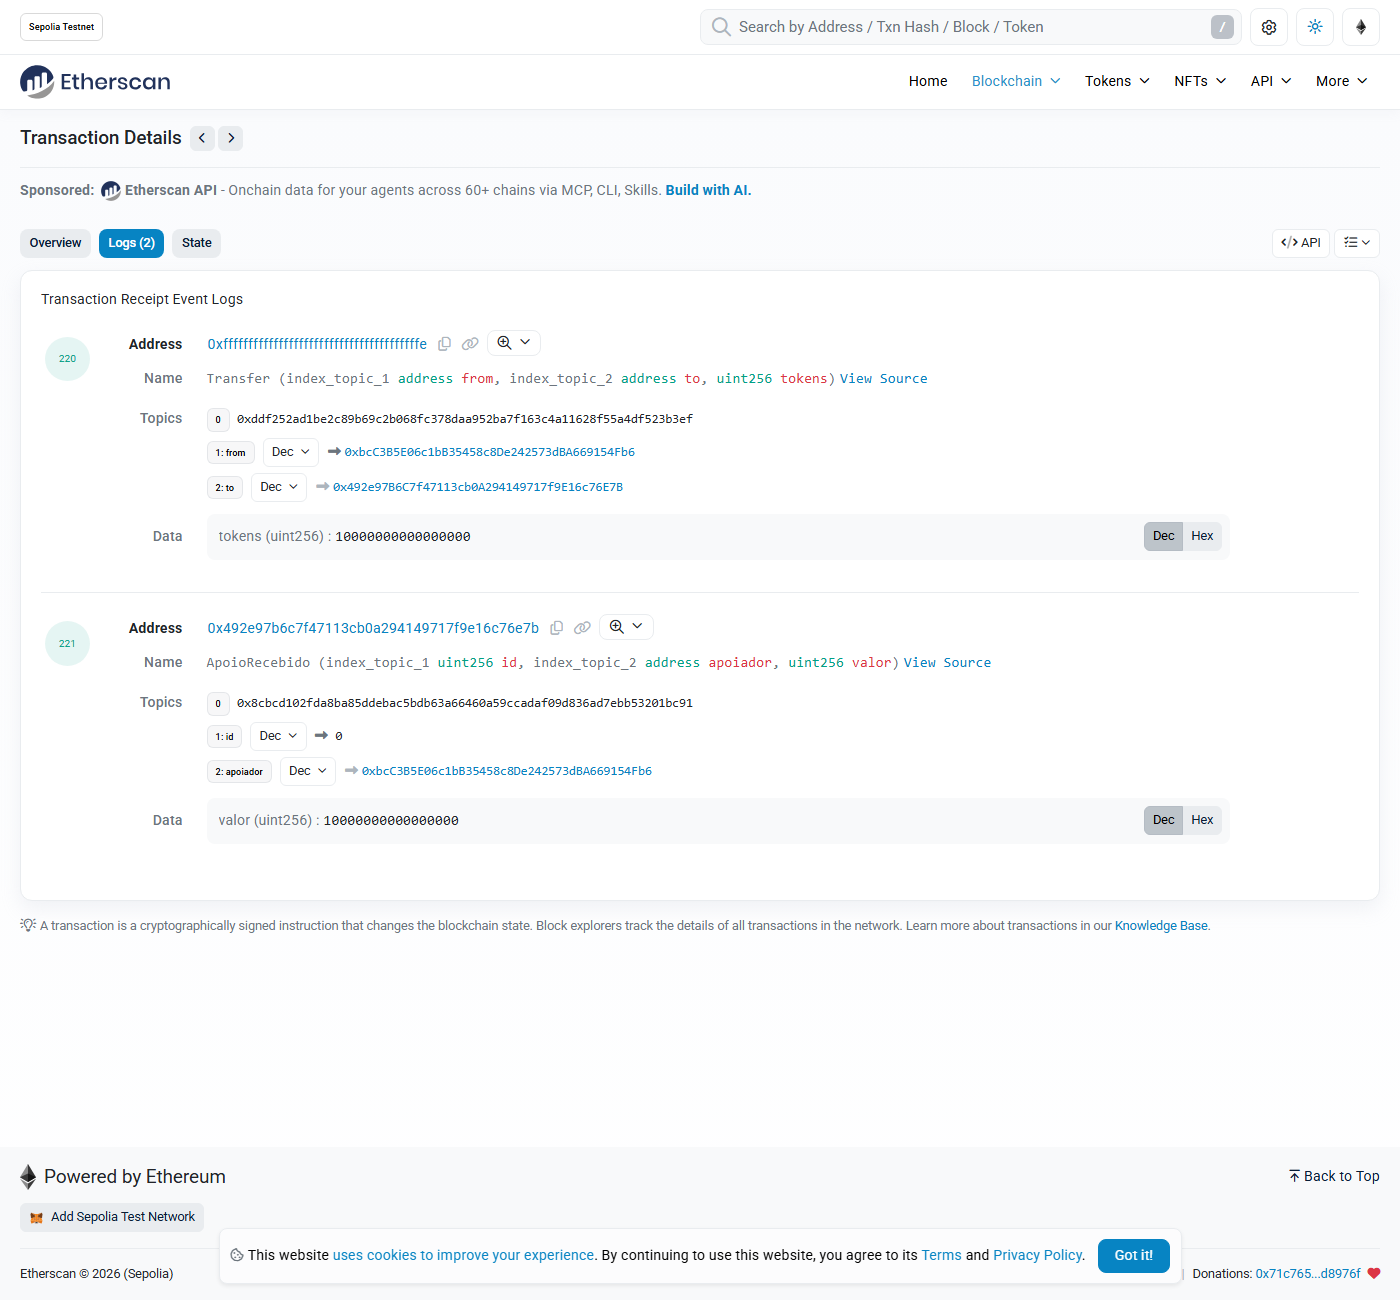 Sepolia Testnet
Search by Address / Txn Hash / Block / Token
/
Etherscan
Home
Blockchain
Tokens
NFTs
API
More
Transaction Details
Sponsored: Etherscan API - Onchain data for your agents across 60+ chains via MCP, CLI, Skills. Build with AI.
Overview
Logs (2)
State
</> API
Transaction Receipt Event Logs
220
Address
0xfffffffffffffffffffffffffffffffffffffffe
Name
Transfer (index_topic_1 address from, index_topic_2 address to, uint256 tokens) View Source
Topics
0 0xddf252ad1be2c89b69c2b068fc378daa952ba7f163c4a11628f55a4df523b3ef
1: from Dec 0xbcC3B5E06c1bB35458c8De242573dBA669154Fb6
2: to Dec 0x492e97B6C7f47113cb0A294149717f9E16c76E7B
Data
tokens (uint256) : 10000000000000000
Dec Hex
221
Address
0x492e97b6c7f47113cb0a294149717f9e16c76e7b
Name
ApoioRecebido (index_topic_1 uint256 id, index_topic_2 address apoiador, uint256 valor) View Source
Topics
0 0x8cbcd102fda8ba85ddebac5bdb63a66460a59ccadaf09d836ad7ebb53201bc91
1: id Dec 0
2: apoiador Dec 0xbcC3B5E06c1bB35458c8De242573dBA669154Fb6
Data
valor (uint256) : 10000000000000000
Dec Hex
A transaction is a cryptographically signed instruction that changes the blockchain state. Block explorers track the details of all transactions in the network. Learn more about transactions in our Knowledge Base.
Powered by Ethereum
Back to Top
Add Sepolia Test Network
This website uses cookies to improve your experience. By continuing to use this website, you agree to its Terms and Privacy Policy.
Got it!
Etherscan © 2026 (Sepolia)
| Donations: 0x71c765...d8976f